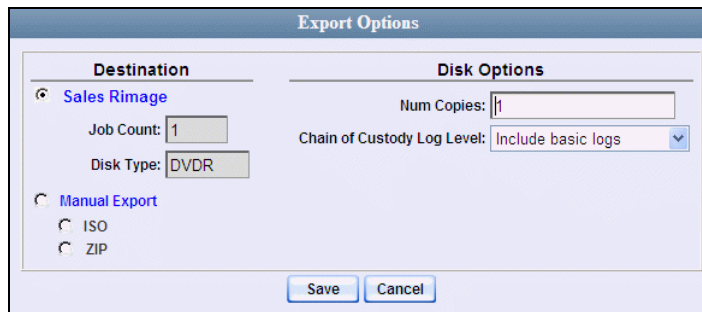 Export Options
Destination
Sales Rimage
Job Count: 1
Disk Type: DVDR
Manual Export
ISO
ZIP
Disk Options
Num Copies: 1
Chain of Custody Log Level: Include basic logs
Save Cancel